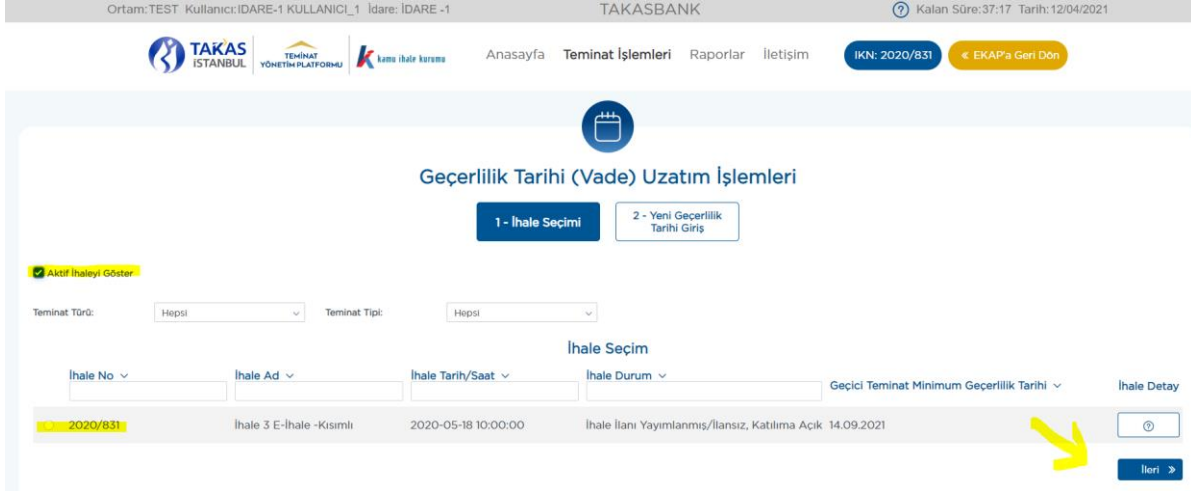 Ortam:TEST Kullanıcı:IDARE-1 KULLANICI_1 İdare: İDARE -1 TAKASBANK Kalan Süre:37:17 Tarih:12/04/2021
TAKAS İSTANBUL TEMİNAT YÖNETİM PLATFORMU kamu ihale kurumu Anasayfa Teminat İşlemleri Raporlar İletişim IKN: 2020/831 « EKAP'a Geri Dön
Geçerlilik Tarihi (Vade) Uzatım İşlemleri
1 - İhale Seçimi 2 - Yeni Geçerlilik Tarihi Giriş
Aktif İhaleyi Göster
Teminat Türü: Hepsi Teminat Tipi: Hepsi
İhale Seçim
İhale No İhale Ad İhale Tarih/Saat İhale Durum Geçici Teminat Minimum Geçerlilik Tarihi İhale Detay
2020/831 İhale 3 E-İhale -Kısımlı 2020-05-18 10:00:00 İhale İlanı Yayımlanmış/İlansız, Katılıma Açık 14.09.2021
İleri »